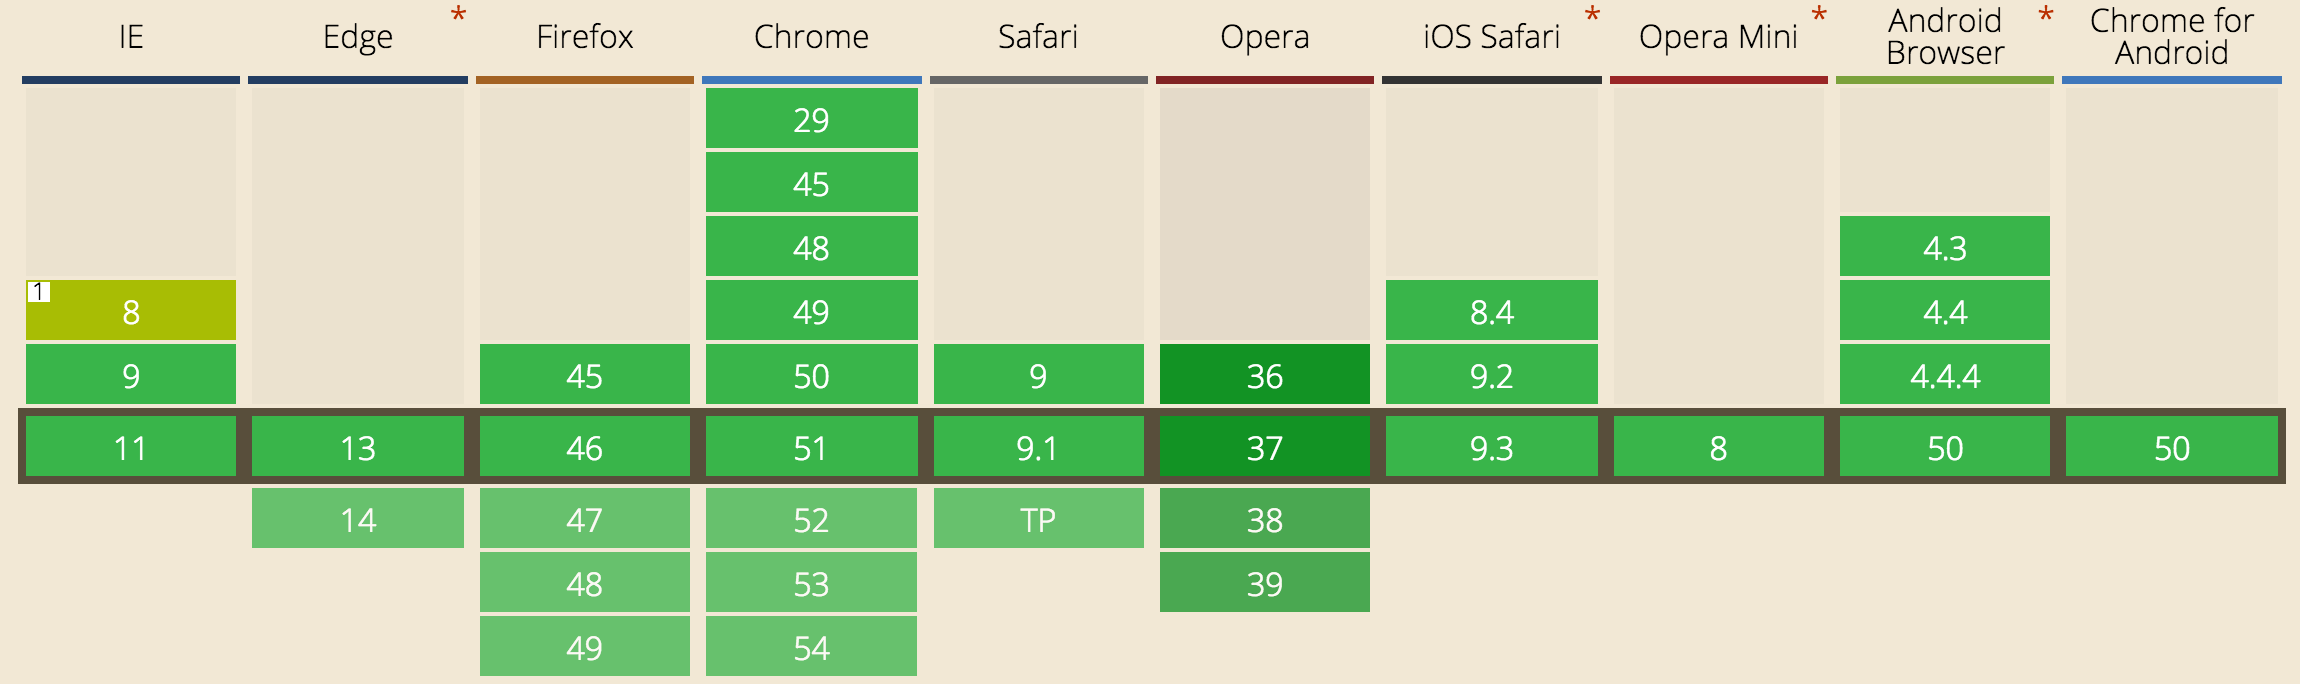 IE Edge * Firefox Chrome Safari Opera iOS Safari * Opera Mini * Android Browser * Chrome for Android
29
45
48 4.3
1 8 49 8.4 4.4
9 45 50 9 36 9.2 4.4.4
11 13 46 51 9.1 37 9.3 8 50 50
14 47 52 TP 38
48 53 39
49 54